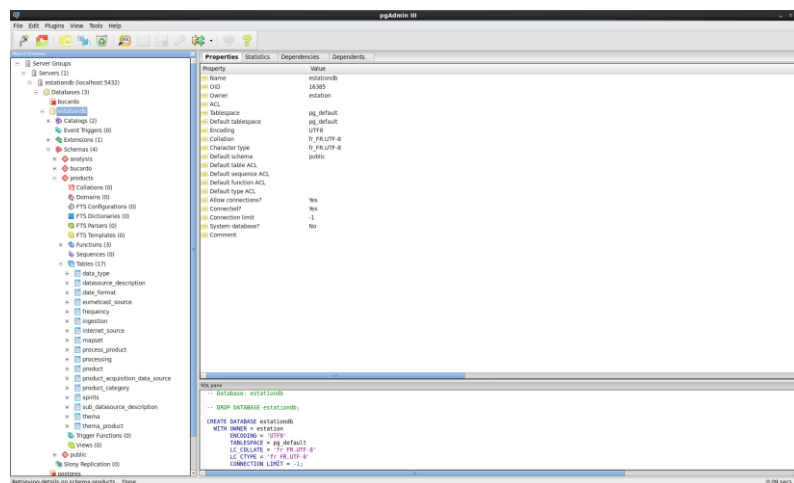 pgAdmin III
File Edit Plugins View Tools Help
Object browser
Server Groups
Servers (1)
estationdb (localhost:5432)
Databases (3)
bucardo
estationdb
Catalogs (2)
Event Triggers (0)
Extensions (1)
Schemas (4)
analysis
bucardo
products
Collations (0)
Domains (0)
FTS Configurations (0)
FTS Dictionaries (0)
FTS Parsers (0)
FTS Templates (0)
Functions (3)
Sequences (0)
Tables (17)
data_type
datasource_description
date_format
eumetcast_source
frequency
ingestion
internet_source
mapset
process_product
processing
product
product_acquisition_data_source
product_category
spirits
sub_datasource_description
thema
thema_product
Trigger Functions (0)
Views (0)
public
Slony Replication (0)
postgres
Properties Statistics Dependencies Dependents
Property Value
Name estationdb
OID 16385
Owner estation
ACL
Tablespace pg_default
Default tablespace pg_default
Encoding UTF8
Collation fr_FR.UTF-8
Character type fr_FR.UTF-8
Default schema public
Default table ACL
Default sequence ACL
Default function ACL
Default type ACL
Allow connections? Yes
Connected? Yes
Connection limit -1
System database? No
Comment
SQL pane
-- Database: estationdb
-- DROP DATABASE estationdb;
CREATE DATABASE estationdb
WITH OWNER = estation
ENCODING = 'UTF8'
TABLESPACE = pg_default
LC_COLLATE = 'fr_FR.UTF-8'
LC_CTYPE = 'fr_FR.UTF-8'
CONNECTION LIMIT = -1;
Retrieving details on schema products... Done. 0.09 secs